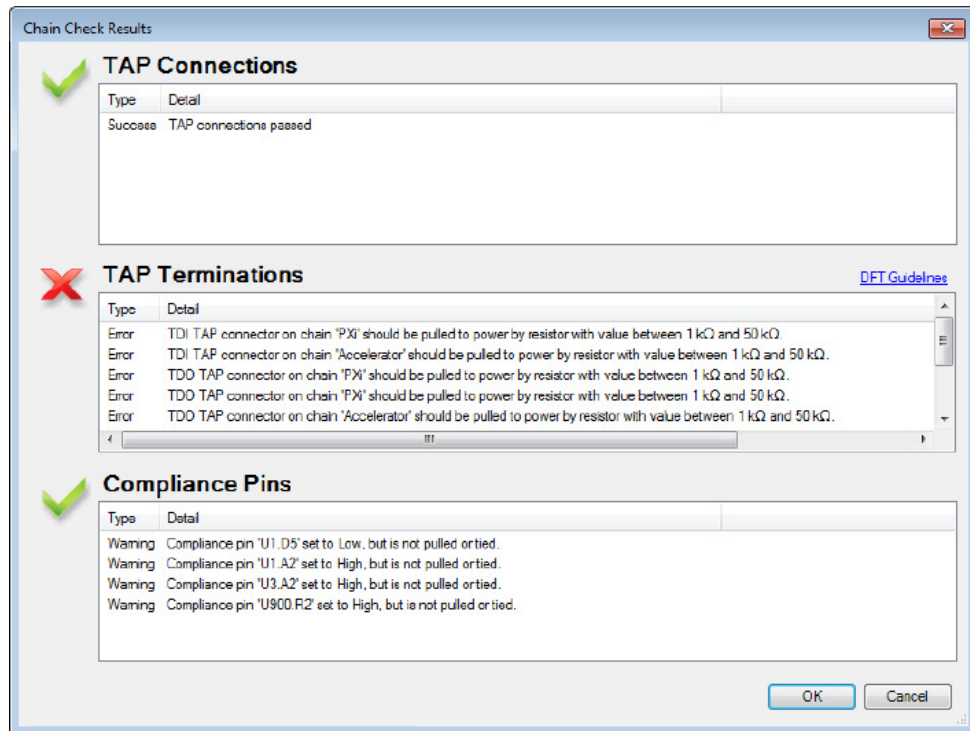 Chain Check Results
TAP Connections
Type Detail
Success TAP connections passed
TAP Terminations
DFT Guidelines
Type Detail
Error TDI TAP connector on chain 'PXi' should be pulled to power by resistor with value between 1 kΩ and 50 kΩ.
Error TDI TAP connector on chain 'Accelerator' should be pulled to power by resistor with value between 1 kΩ and 50 kΩ.
Error TDO TAP connector on chain 'PXi' should be pulled to power by resistor with value between 1 kΩ and 50 kΩ.
Error TDO TAP connector on chain 'PXi' should be pulled to power by resistor with value between 1 kΩ and 50 kΩ.
Error TDO TAP connector on chain 'Accelerator' should be pulled to power by resistor with value between 1 kΩ and 50 kΩ.
Compliance Pins
Type Detail
Warning Compliance pin 'U1.D5' set to Low, but is not pulled or tied.
Warning Compliance pin 'U1.A2' set to High, but is not pulled or tied.
Warning Compliance pin 'U3.A2' set to High, but is not pulled or tied.
Warning Compliance pin 'U900.R2' set to High, but is not pulled or tied.
OK Cancel